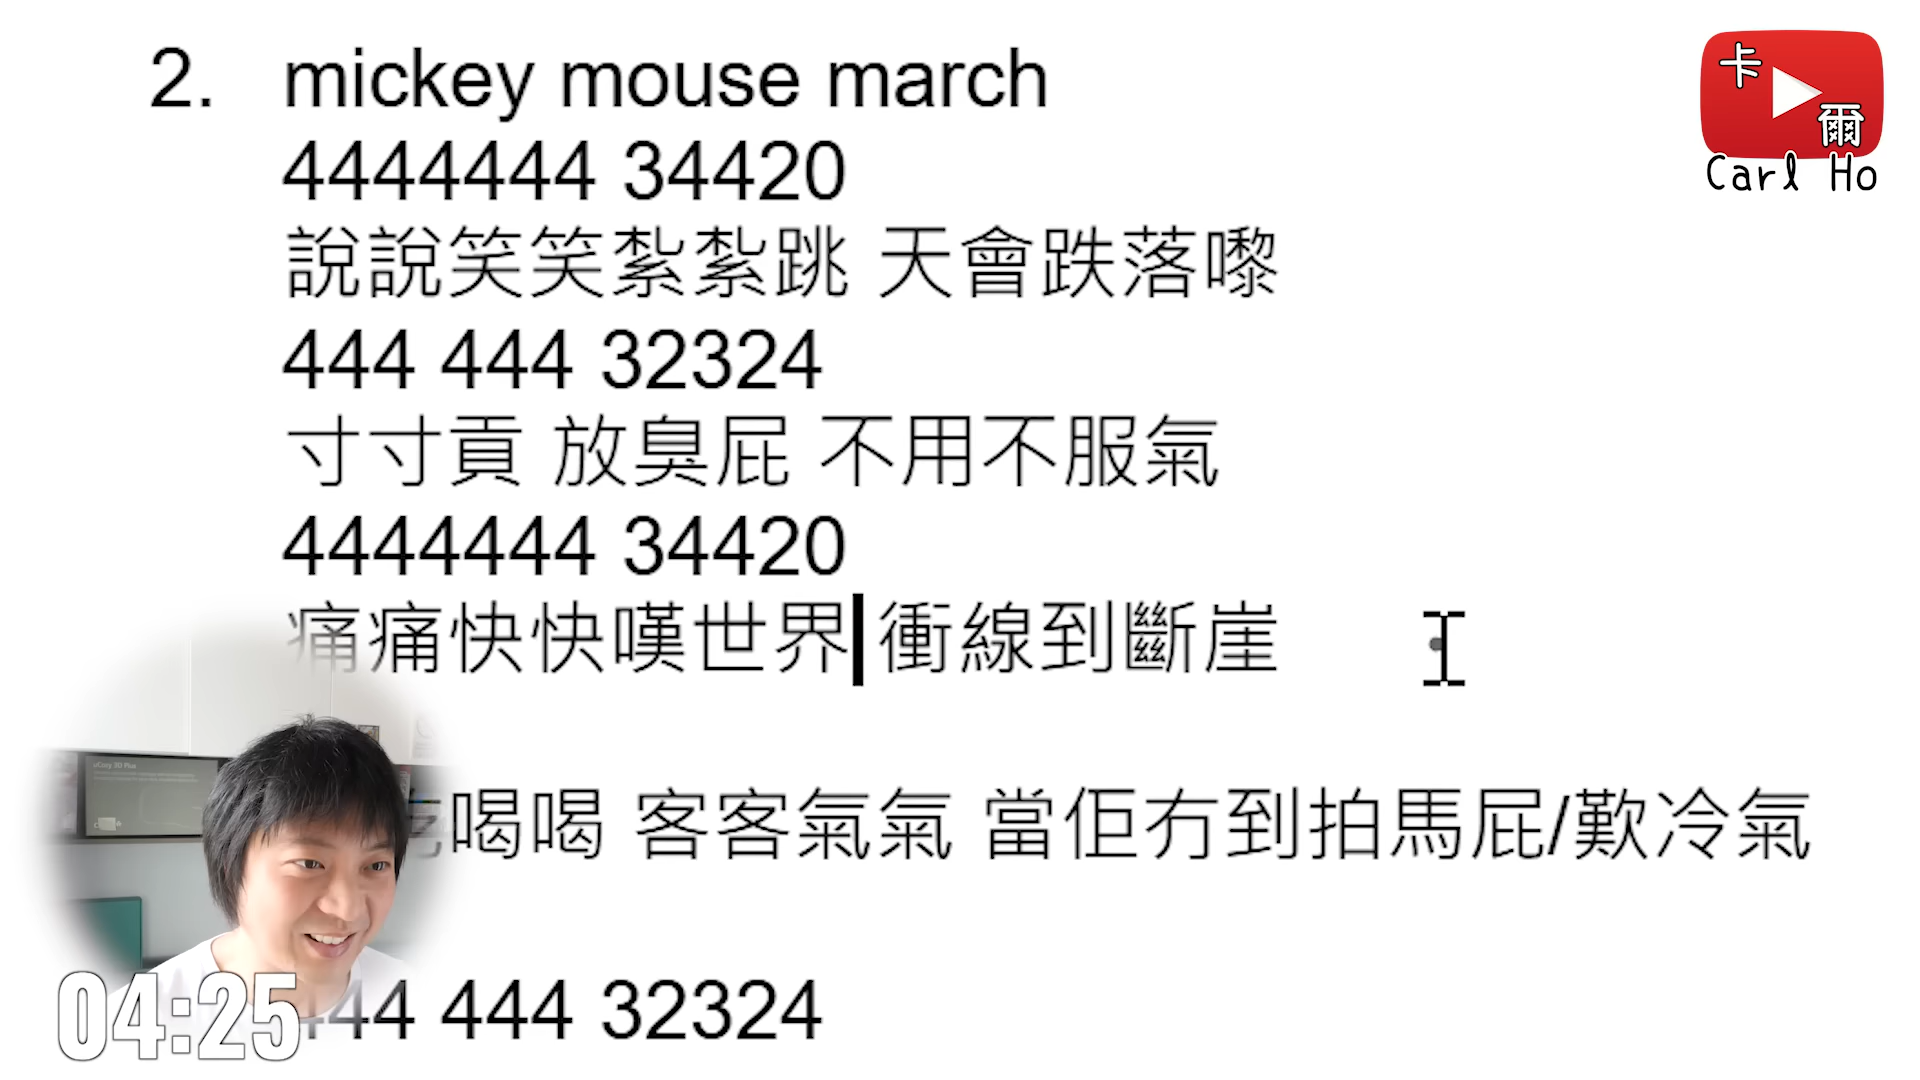 2. mickey mouse march
4444444 34420
說說笑笑紮紮跳 天會跌落嚟
444 444 32324
寸寸貢 放臭屁 不用不服氣
4444444 34420
痛痛快快嘆世界 衝線到斷崖
喝喝 客客氣氣 當佢冇到拍馬屁/歎冷氣
444 444 32324
04:25
卡爾
Carl Ho